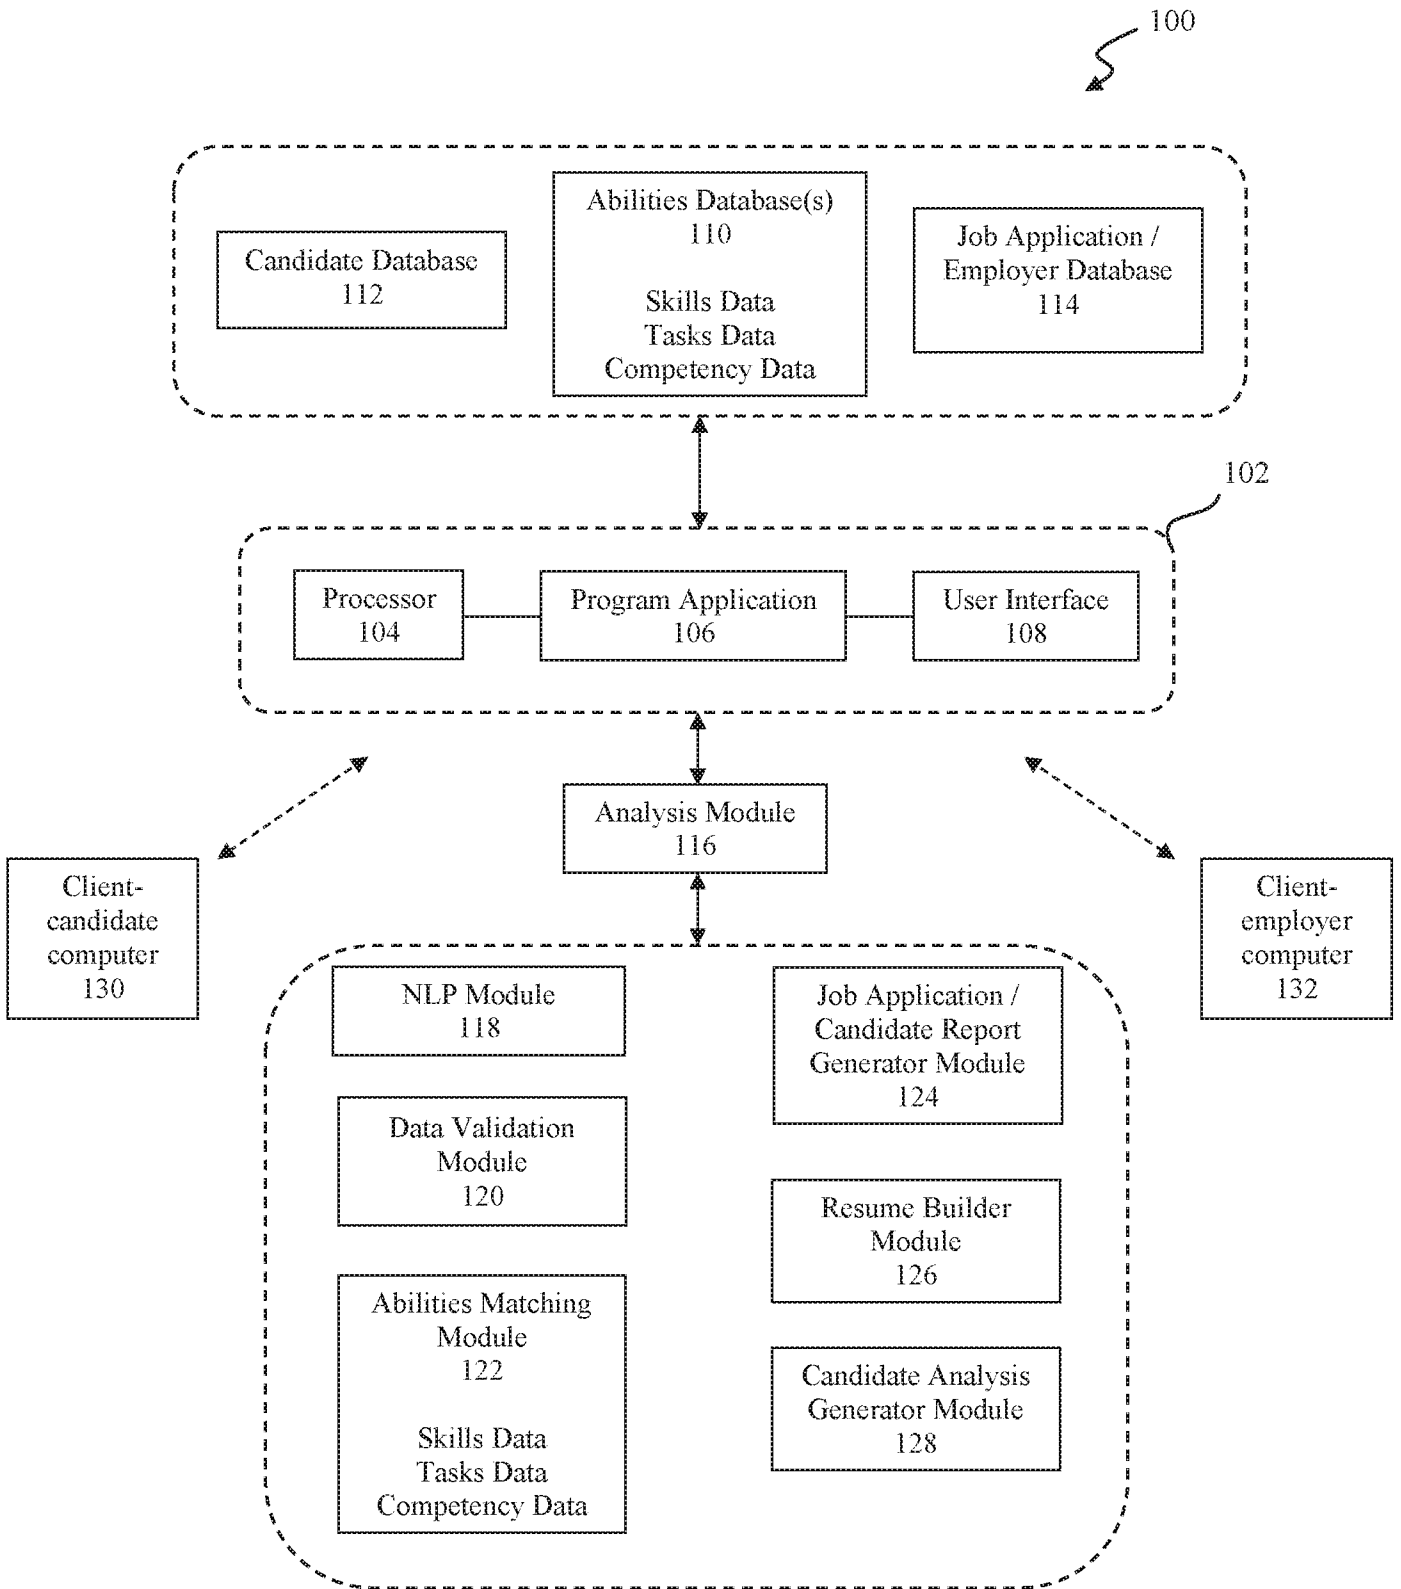 100
Candidate Database
112
Abilities Database(s)
110
Skills Data
Tasks Data
Competency Data
Job Application /
Employer Database
114
102
Processor
104
Program Application
106
User Interface
108
Analysis Module
116
Client-
candidate
computer
130
Client-
employer
computer
132
NLP Module
118
Data Validation
Module
120
Abilities Matching
Module
122
Skills Data
Tasks Data
Competency Data
Job Application /
Candidate Report
Generator Module
124
Resume Builder
Module
126
Candidate Analysis
Generator Module
128